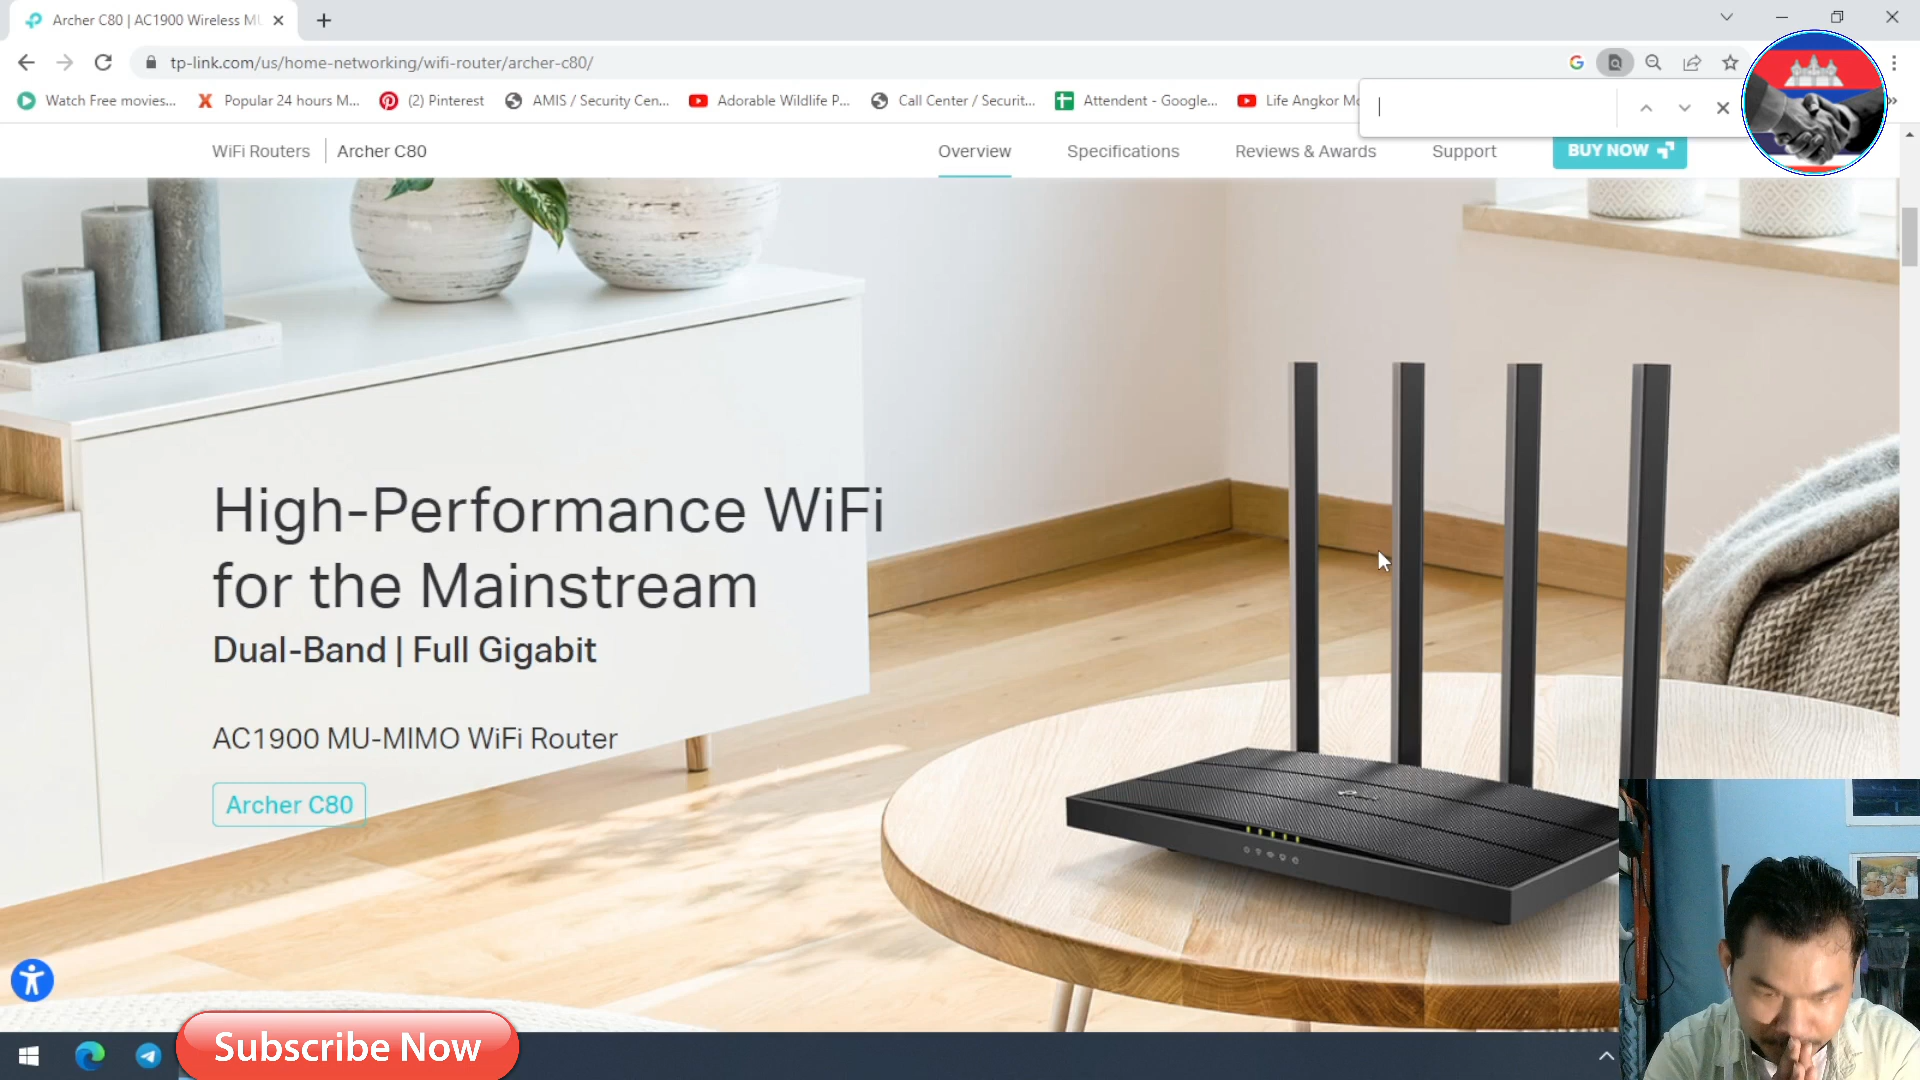 Archer C80 | AC1900 Wireless MU
tp-link.com/us/home-networking/wifi-router/archer-c80/
Watch Free movies...
Popular 24 hours M...
(2) Pinterest
AMIS / Security Cen...
Adorable Wildlife P...
Call Center / Securit...
Attendent - Google...
Life Angkor Mo
WiFi Routers
Archer C80
Overview
Specifications
Reviews & Awards
Support
BUY NOW
High-Performance WiFi
for the Mainstream
Dual-Band | Full Gigabit
AC1900 MU-MIMO WiFi Router
Archer C80
Subscribe Now